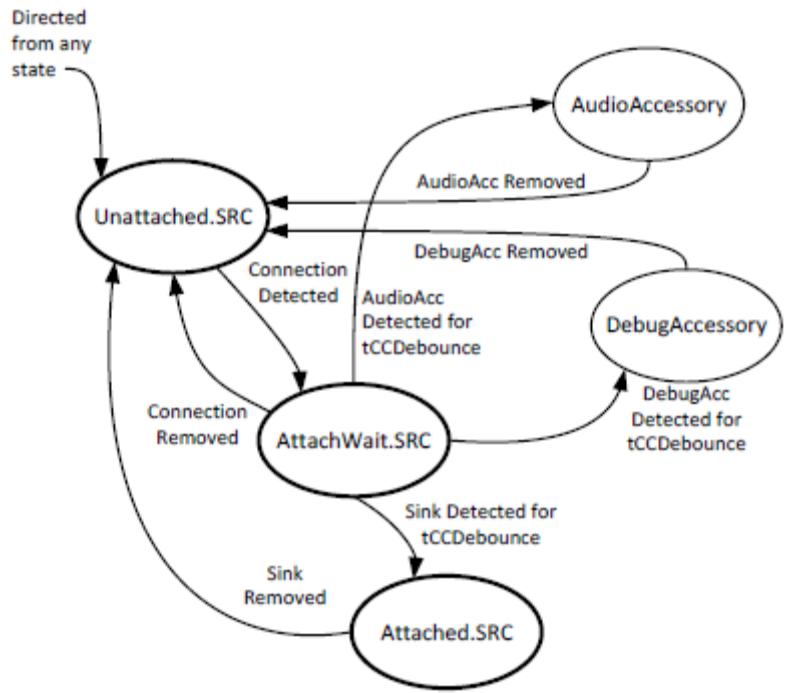 Directed
from any
state
AudioAccessory
AudioAcc Removed
Unattached.SRC
DebugAcc Removed
Connection
Detected
AudioAcc
Detected for
tCCDebounce
DebugAccessory
DebugAcc
Detected for
tCCDebounce
Connection
Removed
AttachWait.SRC
Sink Detected for
tCCDebounce
Sink
Removed
Attached.SRC